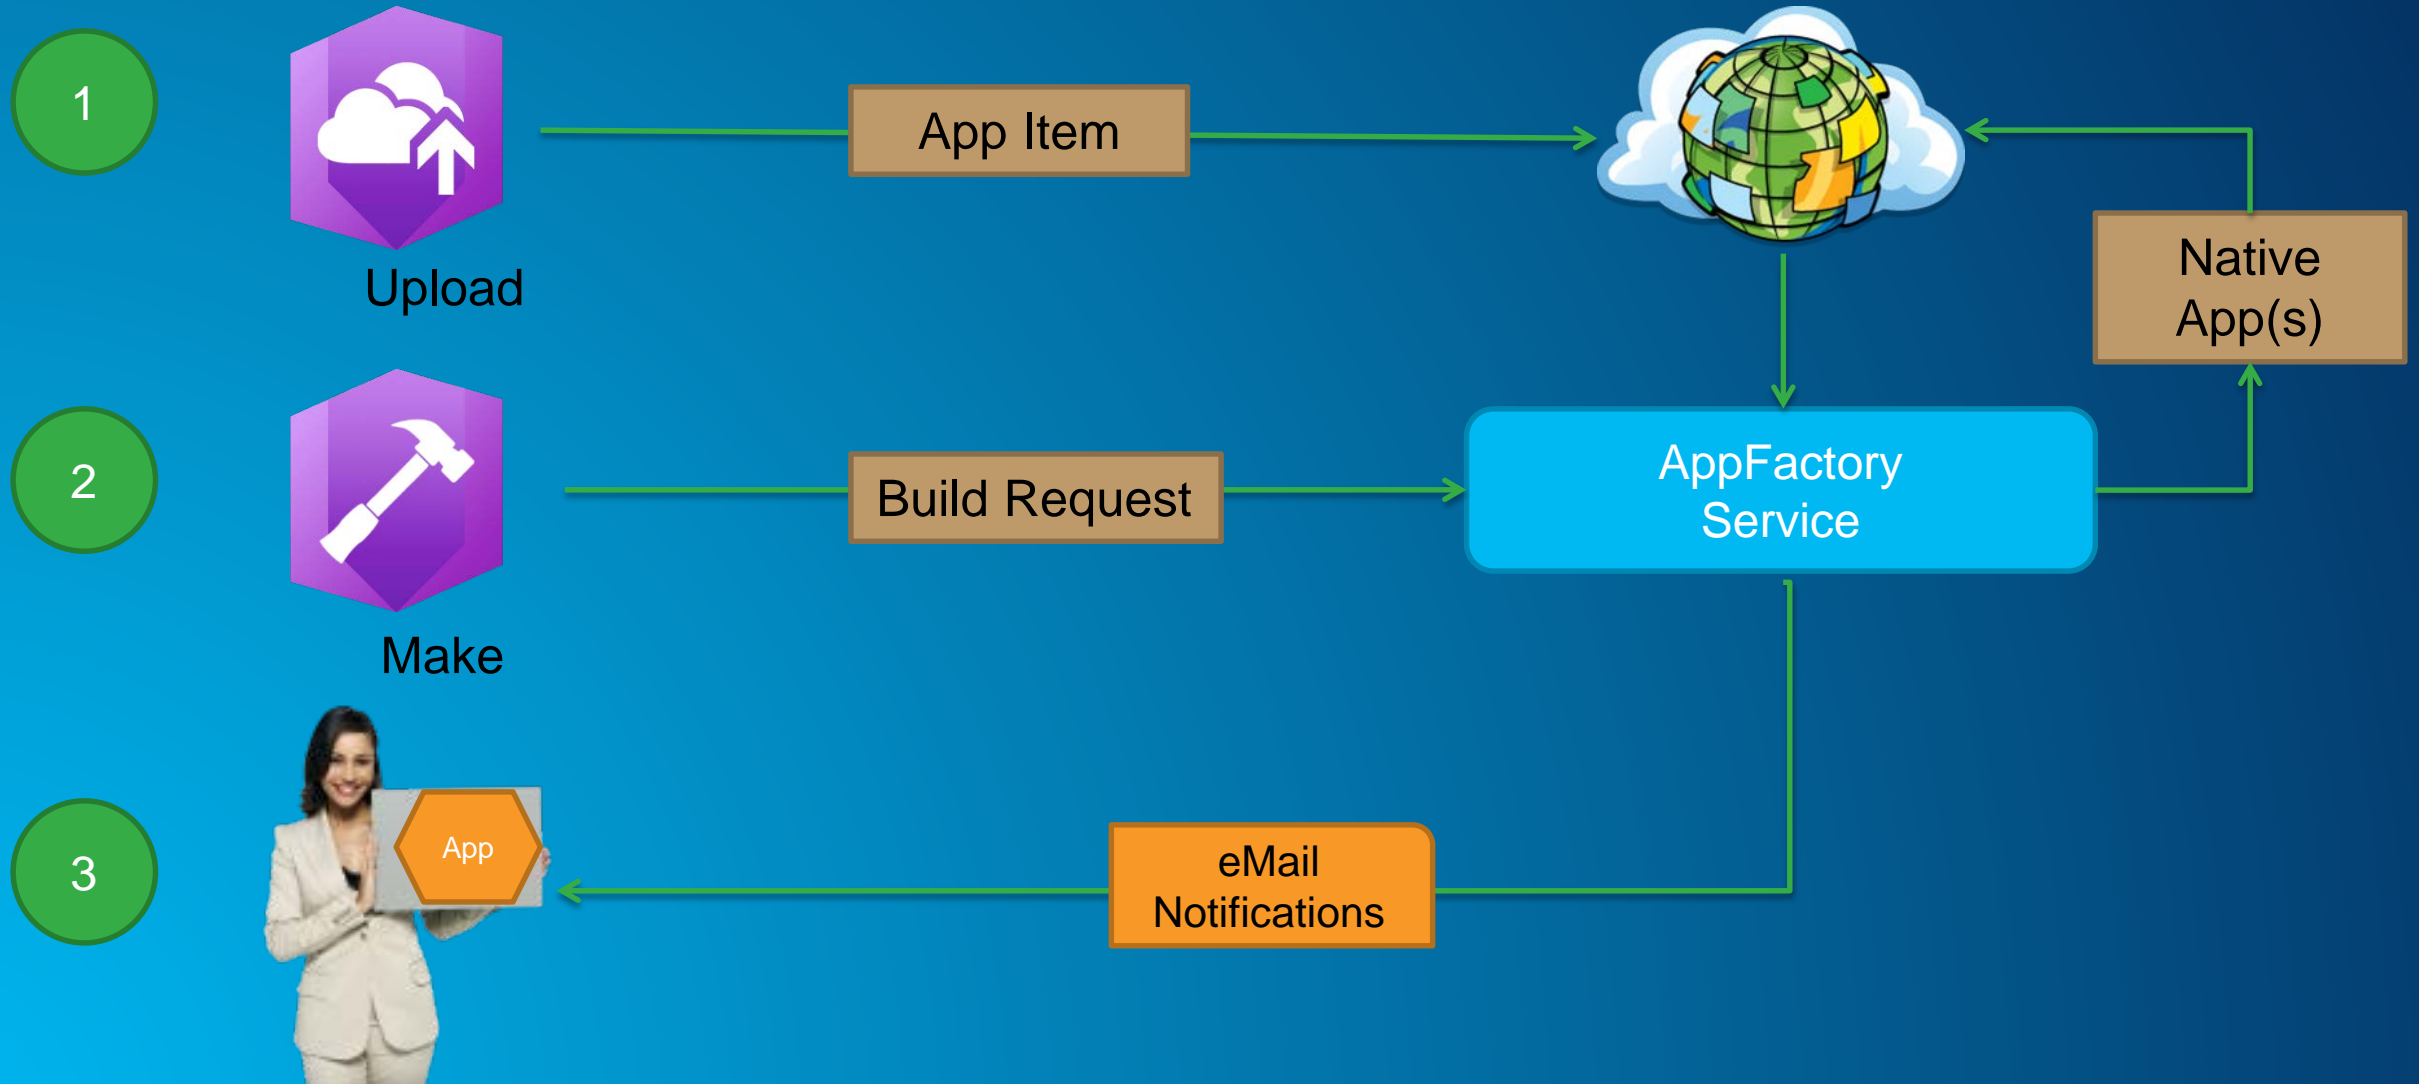 1
App Item
Upload
Native
App(s)
2
Build Request
AppFactory
Service
Make
3
App
eMail
Notifications